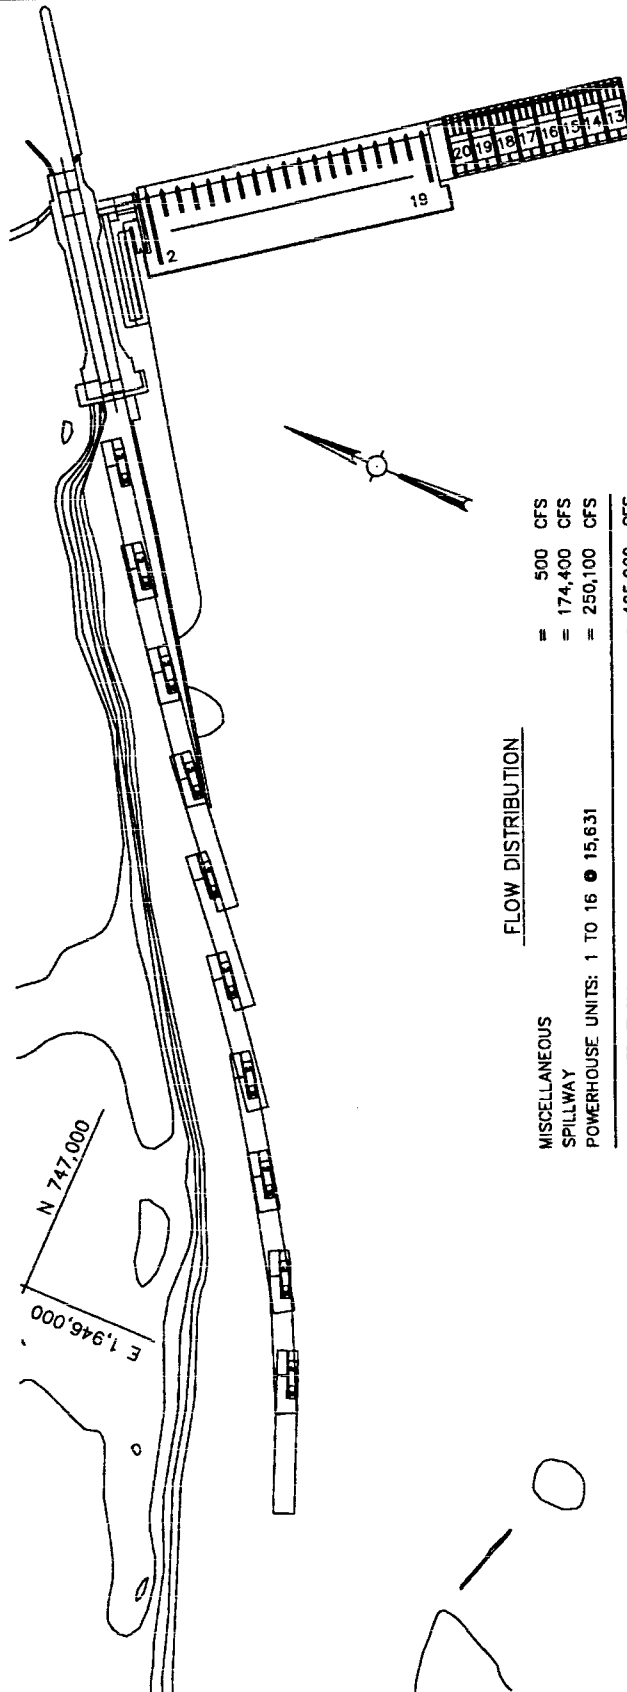 20 19 18 17 16 15 14 13
19
2
FLOW DISTRIBUTION
MISCELLANEOUS = 500 CFS
SPILLWAY = 174,400 CFS
POWERHOUSE UNITS: 1 TO 16 @ 15,631 = 250,100 CFS
N 747,000
E 1,946,000